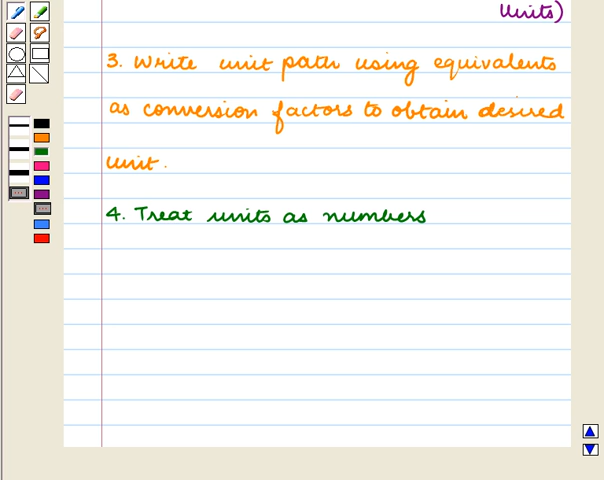 Units)
3. Write unit path using equivalents
as conversion factors to obtain desired
unit.
4. Treat units as numbers